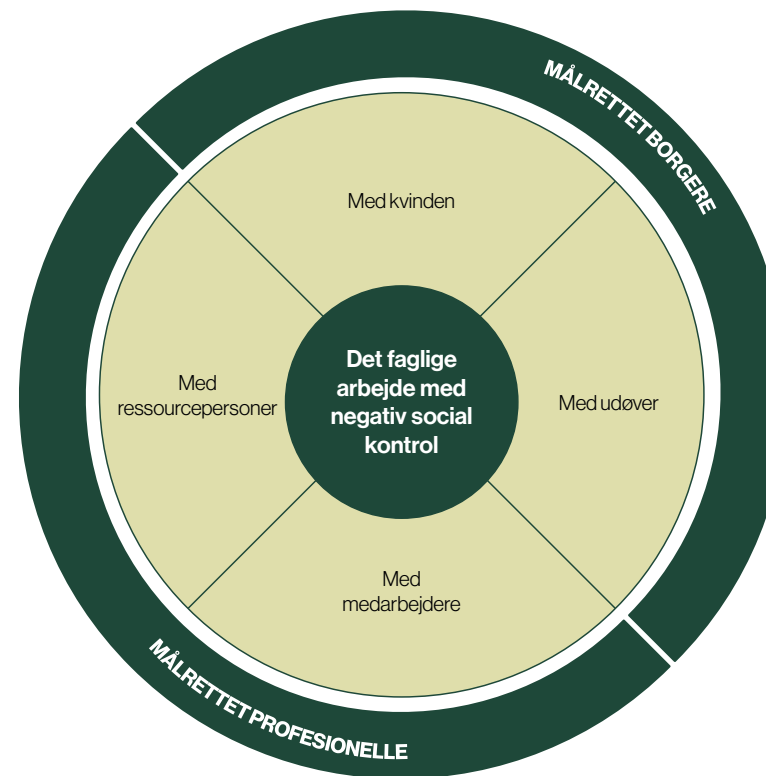 MÅLRETTET BORGERE
Med kvinden
Det faglige
arbejde med
negativ social
kontrol
Med
ressourcepersoner
Med udøver
Med
medarbejdere
MÅLRETTET PROFESIONELLE